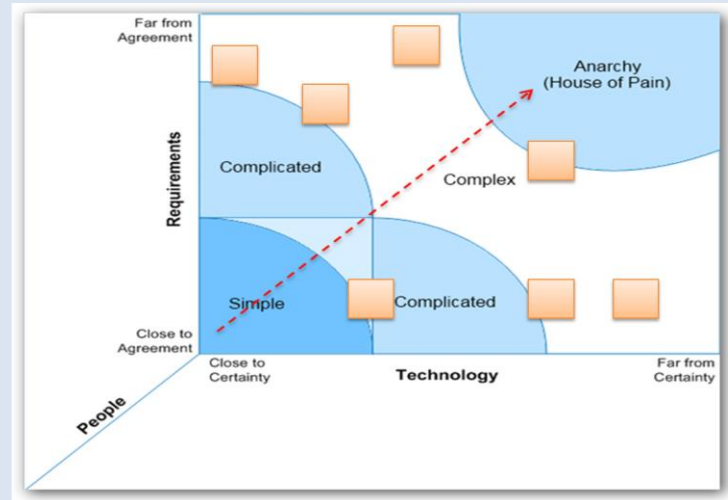 Far from
Agreement
Anarchy
(House of Pain)
Complicated
Requirements
Complex
Simple
Complicated
Close to
Agreement
Close to
Certainty
Technology
Far from
Certainty
People